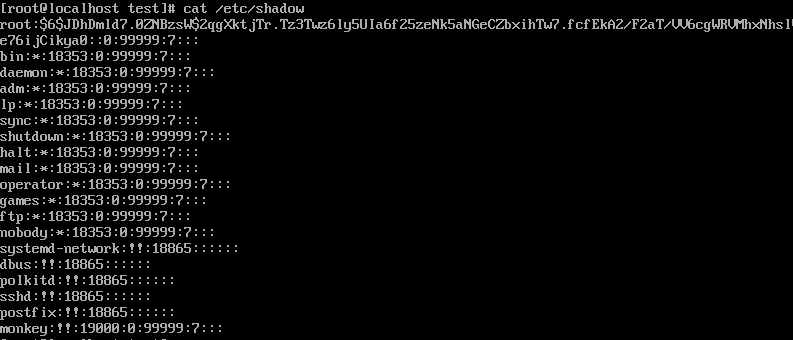 [root@localhost test]# cat /etc/shadow
root:$6$JDhDmld7.0ZNBzsW$2qgXktjTr.Tz3Twz6ly5UIa6f25zeNk5aNGeCZbxihTw7.fcfEkA2/F2aT/VV6cgWRVMhxNhsl
e76ijCikya0::0:99999:7:::
bin:*:18353:0:99999:7:::
daemon:*:18353:0:99999:7:::
adm:*:18353:0:99999:7:::
lp:*:18353:0:99999:7:::
sync:*:18353:0:99999:7:::
shutdown:*:18353:0:99999:7:::
halt:*:18353:0:99999:7:::
mail:*:18353:0:99999:7:::
operator:*:18353:0:99999:7:::
games:*:18353:0:99999:7:::
ftp:*:18353:0:99999:7:::
nobody:*:18353:0:99999:7:::
systemd-network:!!:18865::::::
dbus:!!:18865::::::
polkitd:!!:18865::::::
sshd:!!:18865::::::
postfix:!!:18865::::::
monkey:!!:19000:0:99999:7:::